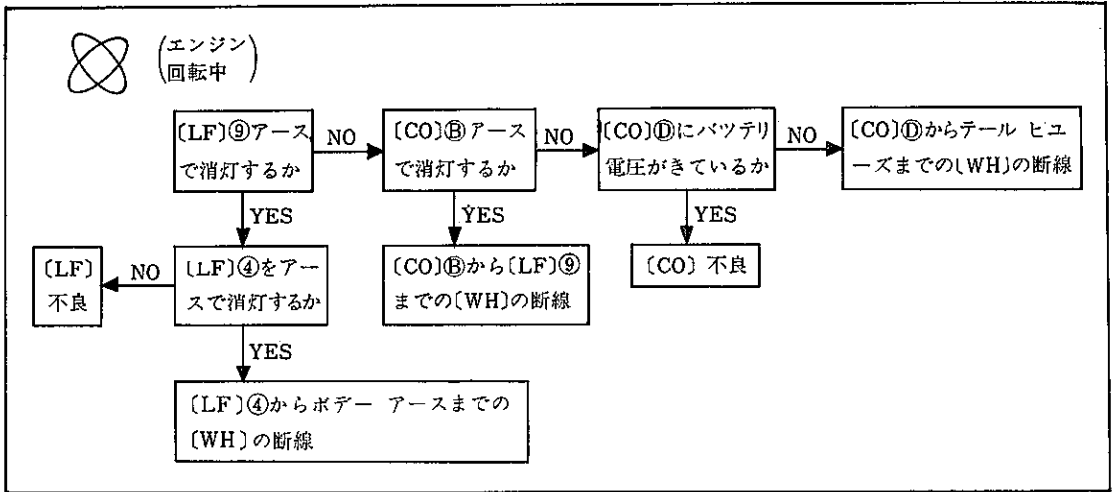 (エンジン
回転中)
〔LF〕⑨アース
で消灯するか
NO
〔CO〕Ⓑアース
で消灯するか
NO
〔CO〕Ⓓにバツテリ
電圧がきているか
NO
〔CO〕Ⓓからテール ヒユ
ーズまでの〔WH〕の断線
YES
YES
YES
〔LF〕
不良
NO
〔LF〕④をアー
スで消灯するか
〔CO〕Ⓑから〔LF〕⑨
までの〔WH〕の断線
〔CO〕不良
YES
〔LF〕④からボデー アースまでの
〔WH〕の断線